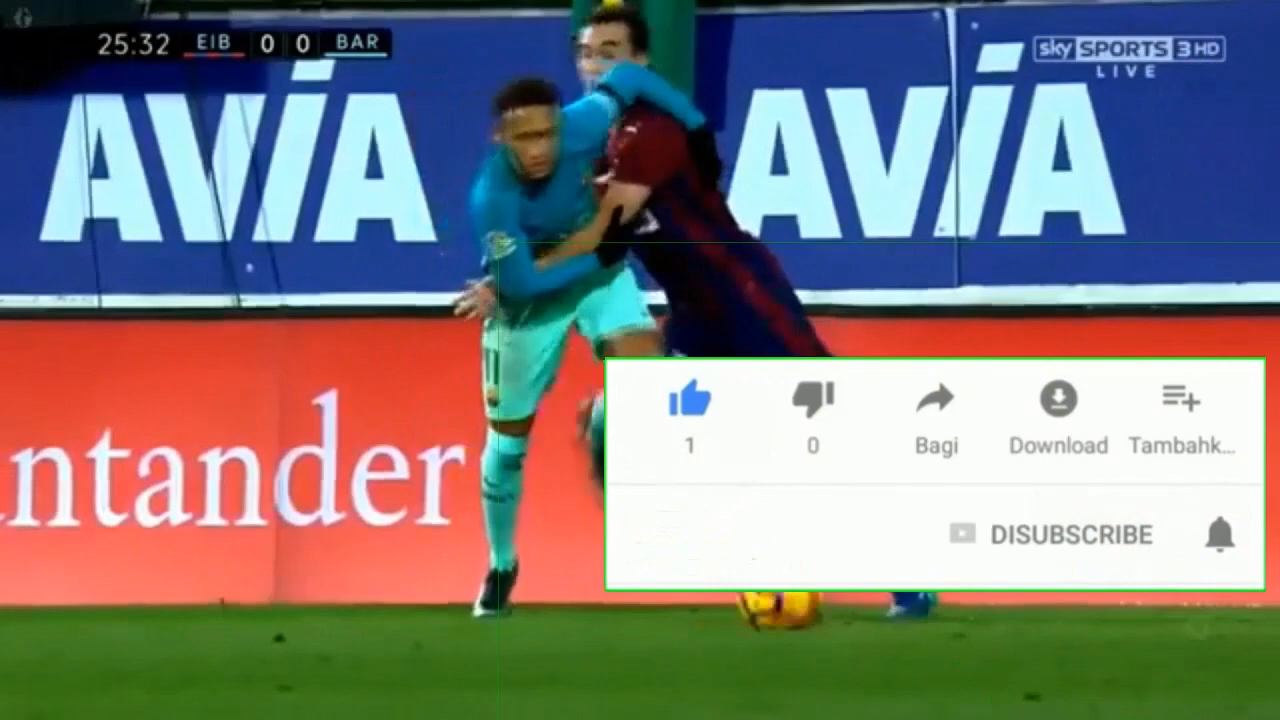 25:32 EIB 0 0 BAR
sky SPORTS 3 HD
LIVE
AVIA AVIA
ntander
11
1 0 Bagi Download Tambahk...
DISUBSCRIBE